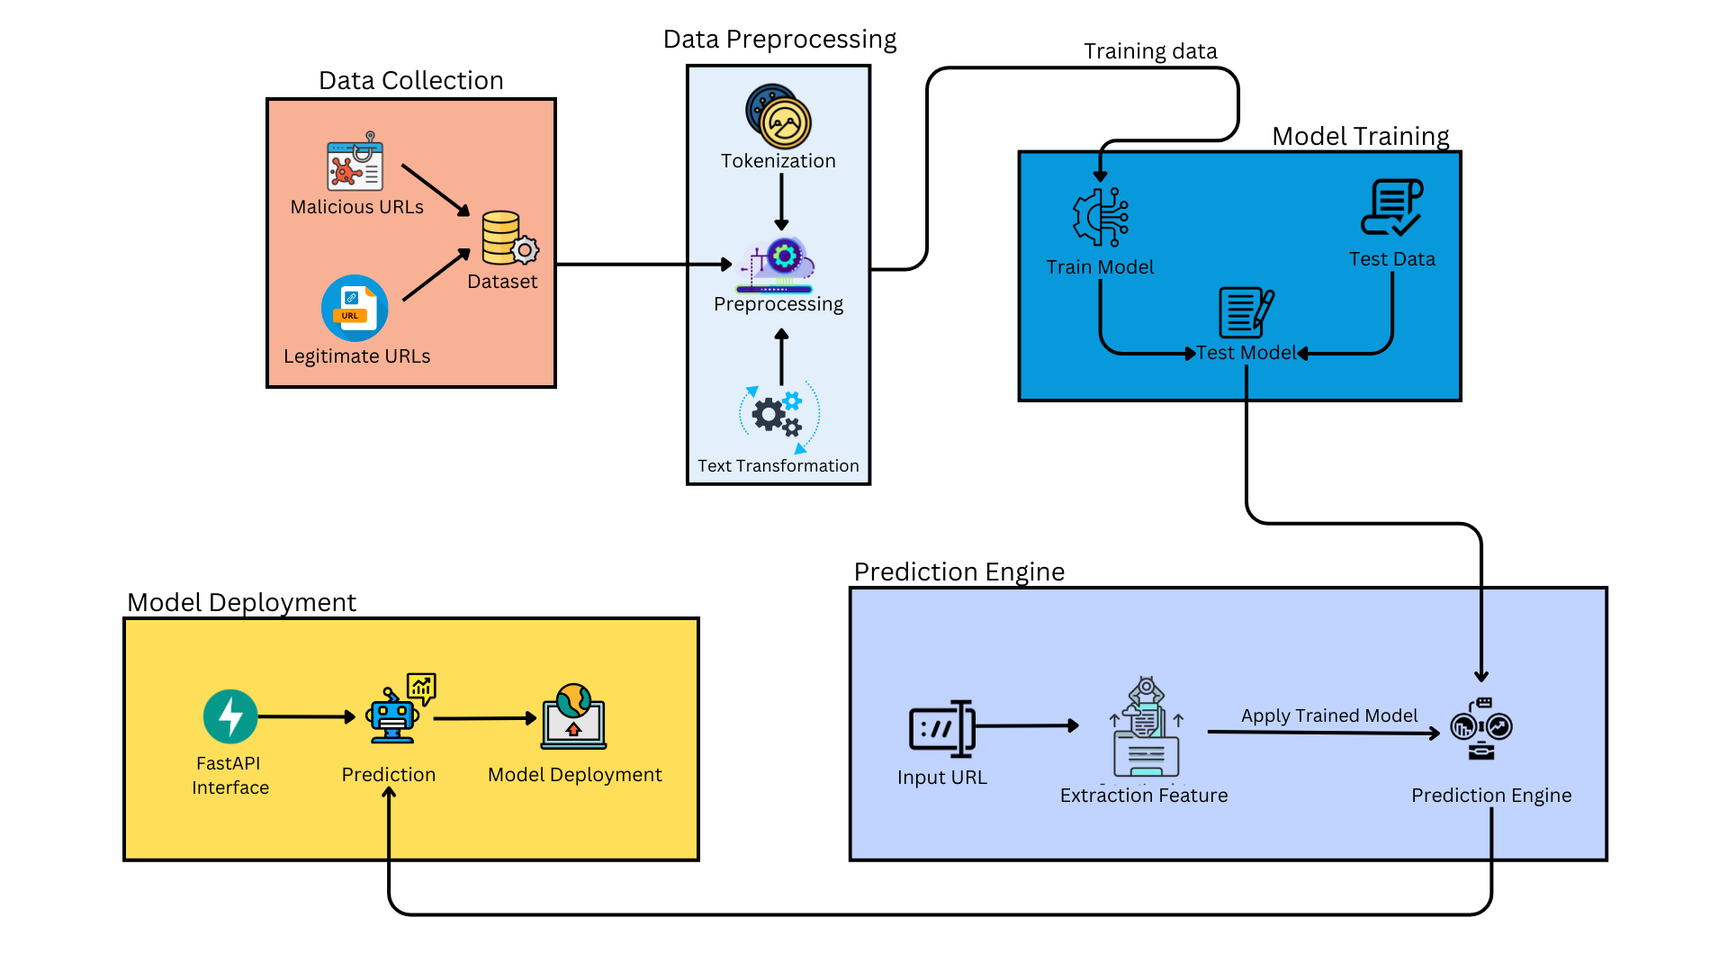 Data Collection
Malicious URLs
Dataset
URL
Legitimate URLs
Data Preprocessing
Tokenization
Preprocessing
Text Transformation
Training data
Model Training
Train Model
Test Data
Test Model
Prediction Engine
Input URL
Extraction Feature
Apply Trained Model
Prediction Engine
Model Deployment
FastAPI
Interface
Prediction
Model Deployment